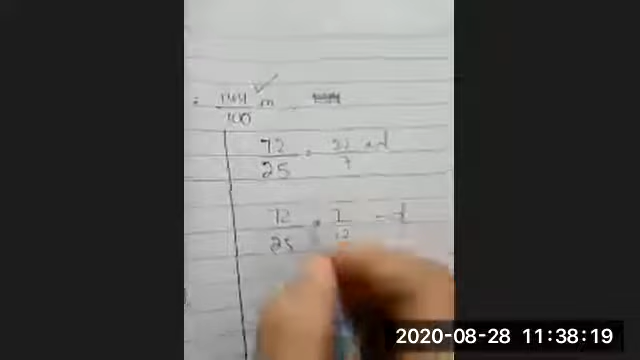 = 144/100 m
72/25 = 22/7 × d
72/25 × 7/22 = d
2020-08-28 11:38:19